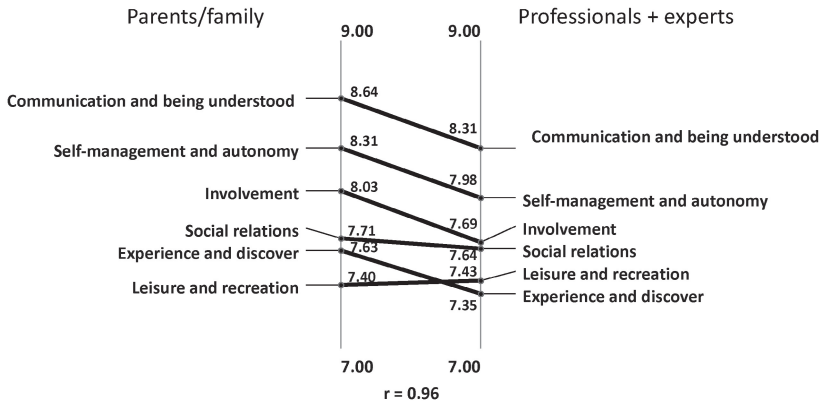 Parents/family
Professionals + experts
9.00
9.00
Communication and being understood
8.64
8.31
Communication and being understood
Self-management and autonomy
8.31
7.98
Self-management and autonomy
Involvement
8.03
7.69
Involvement
Social relations
7.71
7.64
Social relations
Experience and discover
7.63
7.43
Leisure and recreation
Leisure and recreation
7.40
7.35
Experience and discover
7.00
7.00
r = 0.96